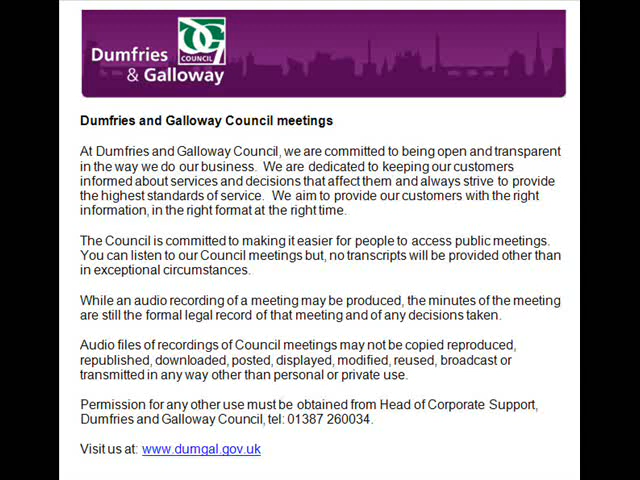 Dumfries
& Galloway
COUNCIL
Dumfries and Galloway Council meetings
At Dumfries and Galloway Council, we are committed to being open and transparent
in the way we do our business. We are dedicated to keeping our customers
informed about services and decisions that affect them and always strive to provide
the highest standards of service. We aim to provide our customers with the right
information, in the right format at the right time.
The Council is committed to making it easier for people to access public meetings.
You can listen to our Council meetings but, no transcripts will be provided other than
in exceptional circumstances.
While an audio recording of a meeting may be produced, the minutes of the meeting
are still the formal legal record of that meeting and of any decisions taken.
Audio files of recordings of Council meetings may not be copied reproduced,
republished, downloaded, posted, displayed, modified, reused, broadcast or
transmitted in any way other than personal or private use.
Permission for any other use must be obtained from Head of Corporate Support,
Dumfries and Galloway Council, tel: 01387 260034.
Visit us at: www.dumgal.gov.uk